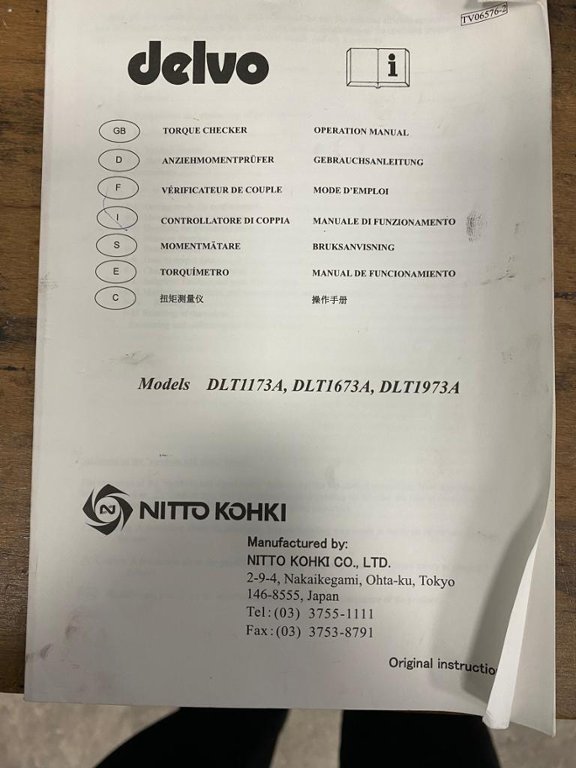 TV06576-2
delvo i
GB TORQUE CHECKER OPERATION MANUAL
D ANZIEHMOMENTPRÜFER GEBRAUCHSANLEITUNG
F VÉRIFICATEUR DE COUPLE MODE D'EMPLOI
I CONTROLLATORE DI COPPIA MANUALE DI FUNZIONAMENTO
S MOMENTMÄTARE BRUKSANVISNING
E TORQUÍMETRO MANUAL DE FUNCIONAMIENTO
C 扭矩测量仪 操作手册
Models DLT1173A, DLT1673A, DLT1973A
N NITTO KOHKI
Manufactured by:
NITTO KOHKI CO., LTD.
2-9-4, Nakaikegami, Ohta-ku, Tokyo
146-8555, Japan
Tel:(03) 3755-1111
Fax:(03) 3753-8791
Original